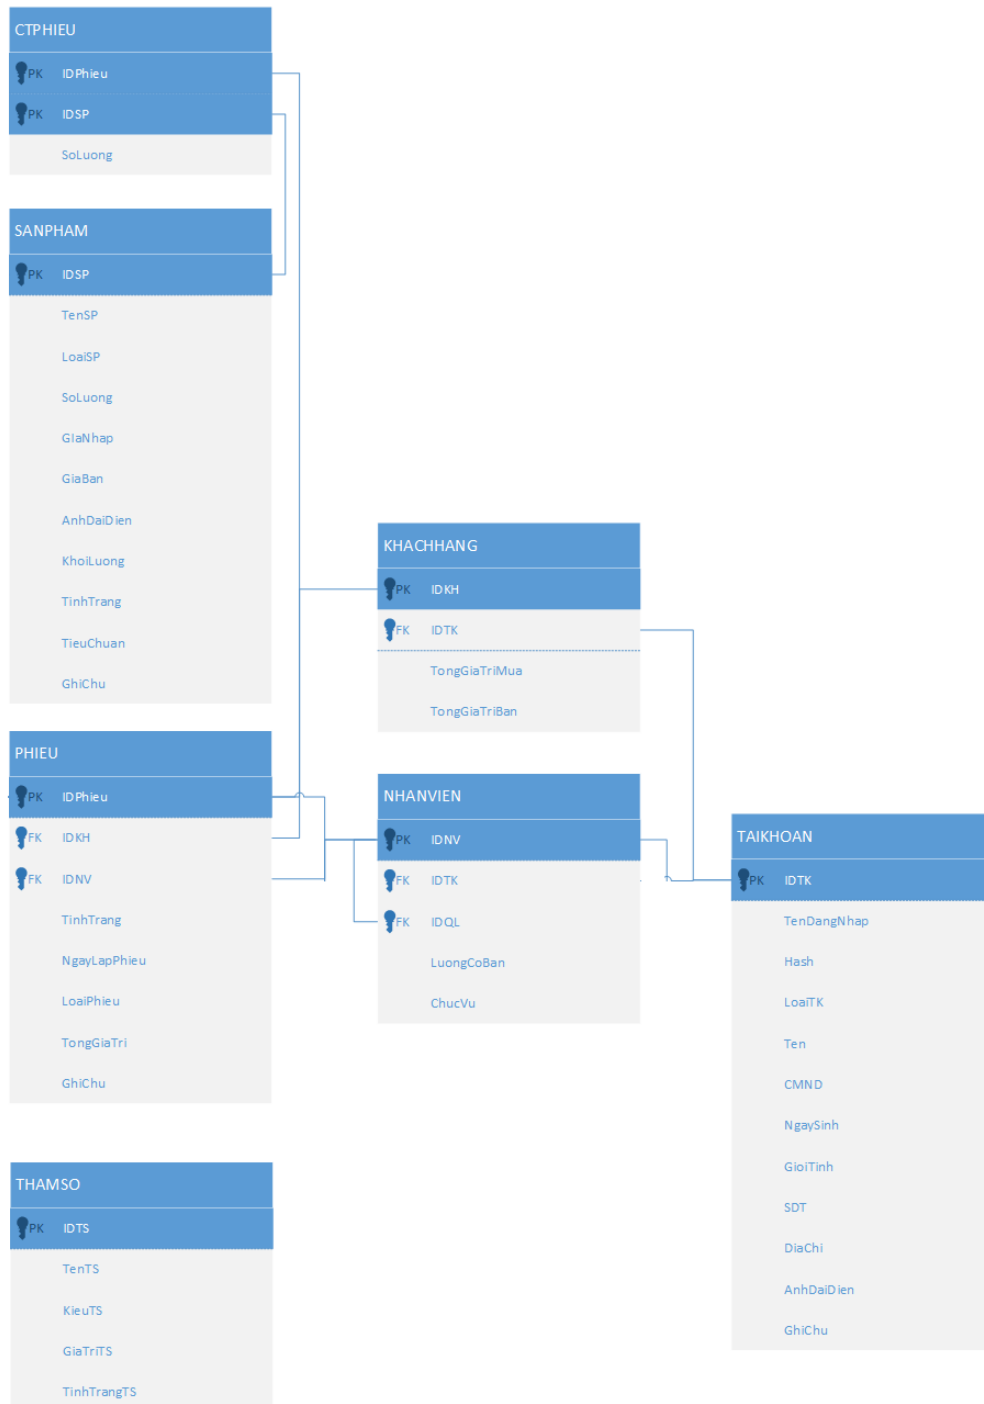 CTPHIEU
PK IDPhieu
PK IDSP
SoLuong
SANPHAM
PK IDSP
TenSP
LoaiSP
SoLuong
GIaNhap
GiaBan
AnhDaiDien
KhoiLuong
TinhTrang
TieuChuan
GhiChu
PHIEU
PK IDPhieu
FK IDKH
FK IDNV
TinhTrang
NgayLapPhieu
LoaiPhieu
TongGiaTri
GhiChu
THAMSO
PK IDTS
TenTS
KieuTS
GiaTriTS
TinhTrangTS
KHACHHANG
PK IDKH
FK IDTK
TongGiaTriMua
TongGiaTriBan
NHANVIEN
PK IDNV
FK IDTK
FK IDQL
LuongCoBan
ChucVu
TAIKHOAN
PK IDTK
TenDangNhap
Hash
LoaiTK
Ten
CMND
NgaySinh
GioiTinh
SDT
DiaChi
AnhDaiDien
GhiChu